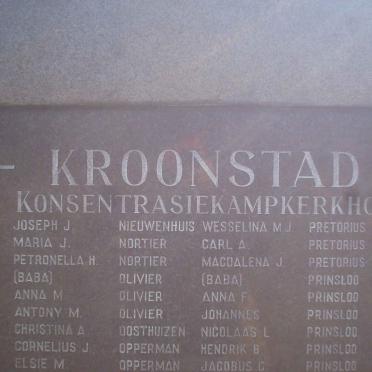 - KROONSTAD
KONSENTRASIEKAMPKERKHO
JOSEPH J. NIEUWENHUIS WESSELINA M.J. PRETORIUS
MARIA J. NORTIER CARL A. PRETORIUS
PETRONELLA H. NORTIER MAGDALENA J. PRETORIUS
(BABA) OLIVIER (BABA) PRINSLOO
ANNA M. OLIVIER ANNA F. PRINSLOO
ANTONY M. OLIVIER JOHANNES PRINSLOO
CHRISTINA A. OOSTHUIZEN NICOLAAS L. PRINSLOO
CORNELIUS J. OPPERMAN HENDRIK B. PRINSLOO
ELSIE M. OPPERMAN JACOBUS C. PRINSLOO